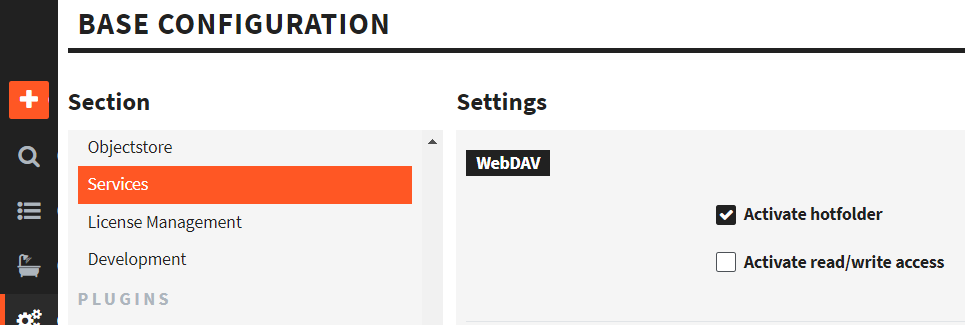 BASE CONFIGURATION
Section
Settings
Objectstore
Services
License Management
Development
PLUGINS
WebDAV
Activate hotfolder
Activate read/write access